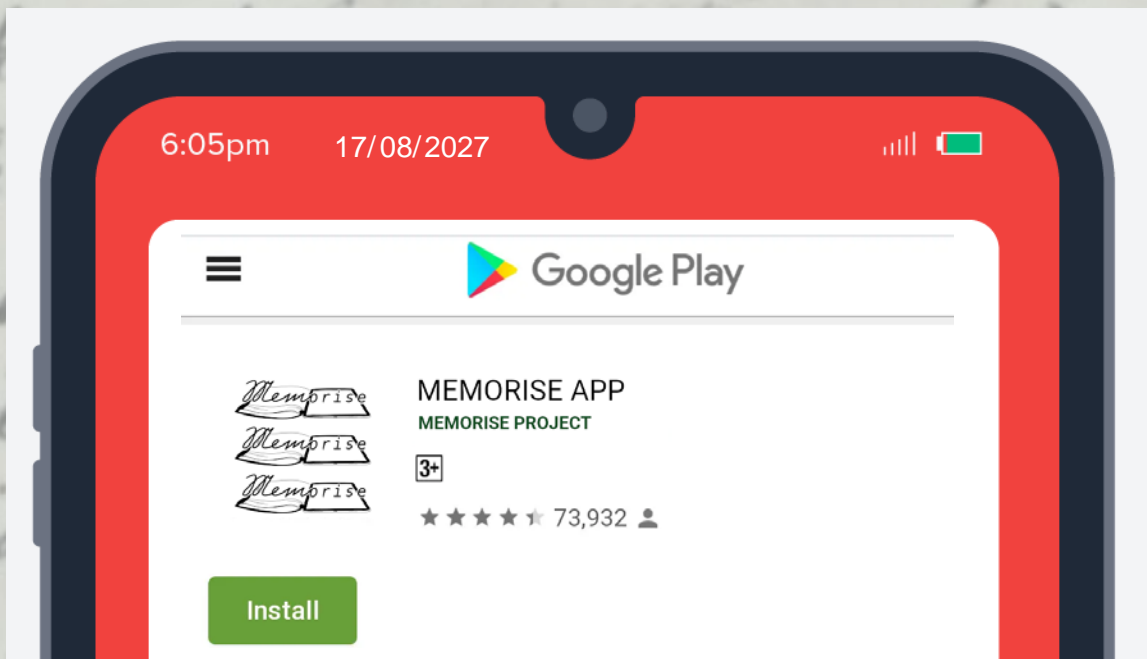 6:05pm 17/08/2027
Google Play
Memorise
Memorise
Memorise
MEMORISE APP
MEMORISE PROJECT
3+
73,932
Install